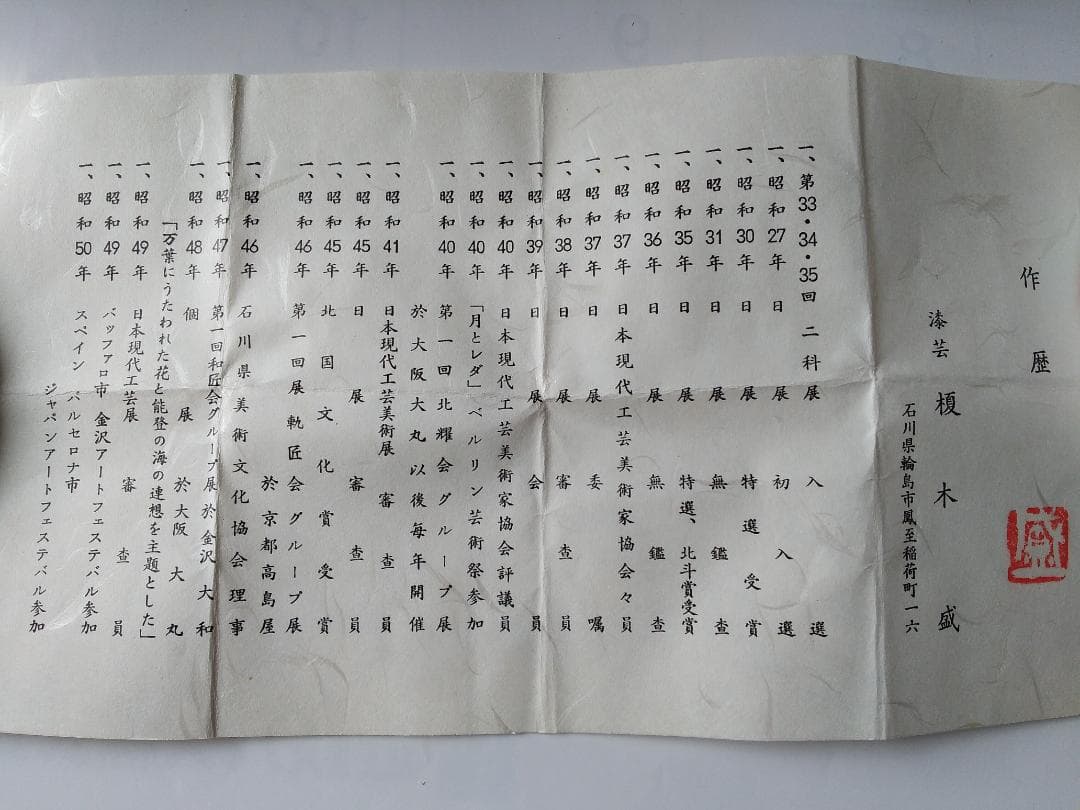 作歴
漆芸 榎木盛
石川県輪島市鳳至稲荷町一六
盛
一、第33・34・35回 二科展 入選
一、昭和27年 日展 初入選
一、昭和30年 日展 特選受賞
一、昭和31年 日展 無鑑査
一、昭和35年 日展 特選、北斗賞受賞
一、昭和36年 日展 無鑑査
一、昭和37年 日本現代工芸美術家協会々員
一、昭和37年 日展 委嘱
一、昭和38年 日展 審査員
一、昭和39年 日展 会員
一、昭和40年 日本現代工芸美術家協会評議員
一、昭和40年 「月とレダ」ベルリン芸術祭参加
一、昭和40年 第一回北耀会グループ展
於大阪大丸以後毎年開催
一、昭和41年 日本現代工芸美術展 審査員
一、昭和45年 日展 審査員
一、昭和45年 北国文化賞受賞
一、昭和46年 第一回展軌匠会グループ展
於京都高島屋
一、昭和46年 石川県美術文化協会理事
一、昭和47年 第一回和匠会グループ展於金沢大和
一、昭和48年 個展 於大阪大丸
「万葉にうたわれた花と能登の海の連想を主題とした」
一、昭和49年 日本現代工芸展 審査員
一、昭和49年 バッファロ市 金沢アートフェステバル参加
一、昭和50年 スペイン バルセロナ市
ジャパンアートフェステバル参加